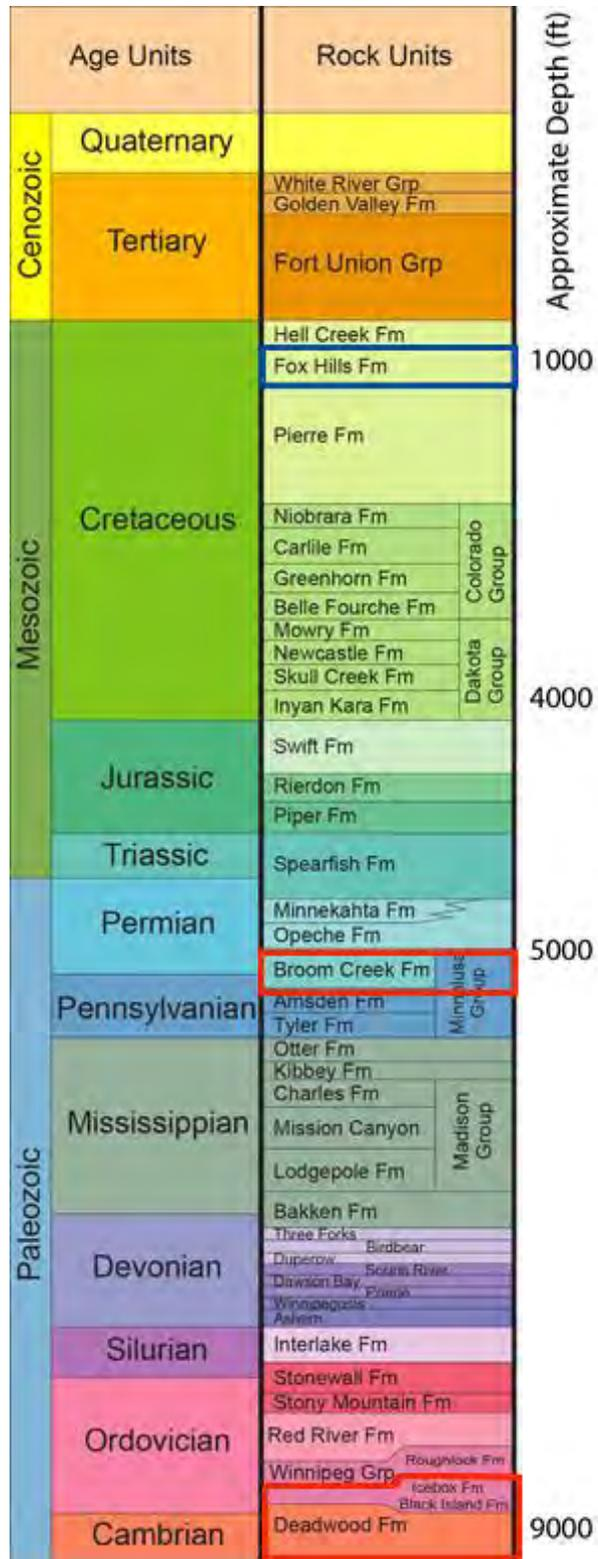 Age Units
Rock Units
Approximate Depth (ft)
Cenozoic
Quaternary
Tertiary
White River Grp
Golden Valley Fm
Fort Union Grp
Mesozoic
Cretaceous
Hell Creek Fm
Fox Hills Fm
1000
Pierre Fm
Niobrara Fm
Carlile Fm
Greenhorn Fm
Belle Fourche Fm
Colorado
Group
Mowry Fm
Newcastle Fm
Skull Creek Fm
Inyan Kara Fm
Dakota
Group
4000
Jurassic
Swift Fm
Rierdon Fm
Piper Fm
Triassic
Spearfish Fm
Paleozoic
Permian
Minnekahta Fm
Opeche Fm
5000
Broom Creek Fm
Minnelusa
Group
Pennsylvanian
Amsden Fm
Tyler Fm
Mississippian
Otter Fm
Kibbey Fm
Charles Fm
Mission Canyon
Lodgepole Fm
Madison
Group
Bakken Fm
Devonian
Three Forks
Birdbear
Duperow
Souris River
Dawson Bay
Prairie
Winnipegosis
Ashern
Silurian
Interlake Fm
Ordovician
Stonewall Fm
Stony Mountain Fm
Red River Fm
Roughlock Fm
Winnipeg Grp
Icebox Fm
Black Island Fm
Cambrian
Deadwood Fm
9000